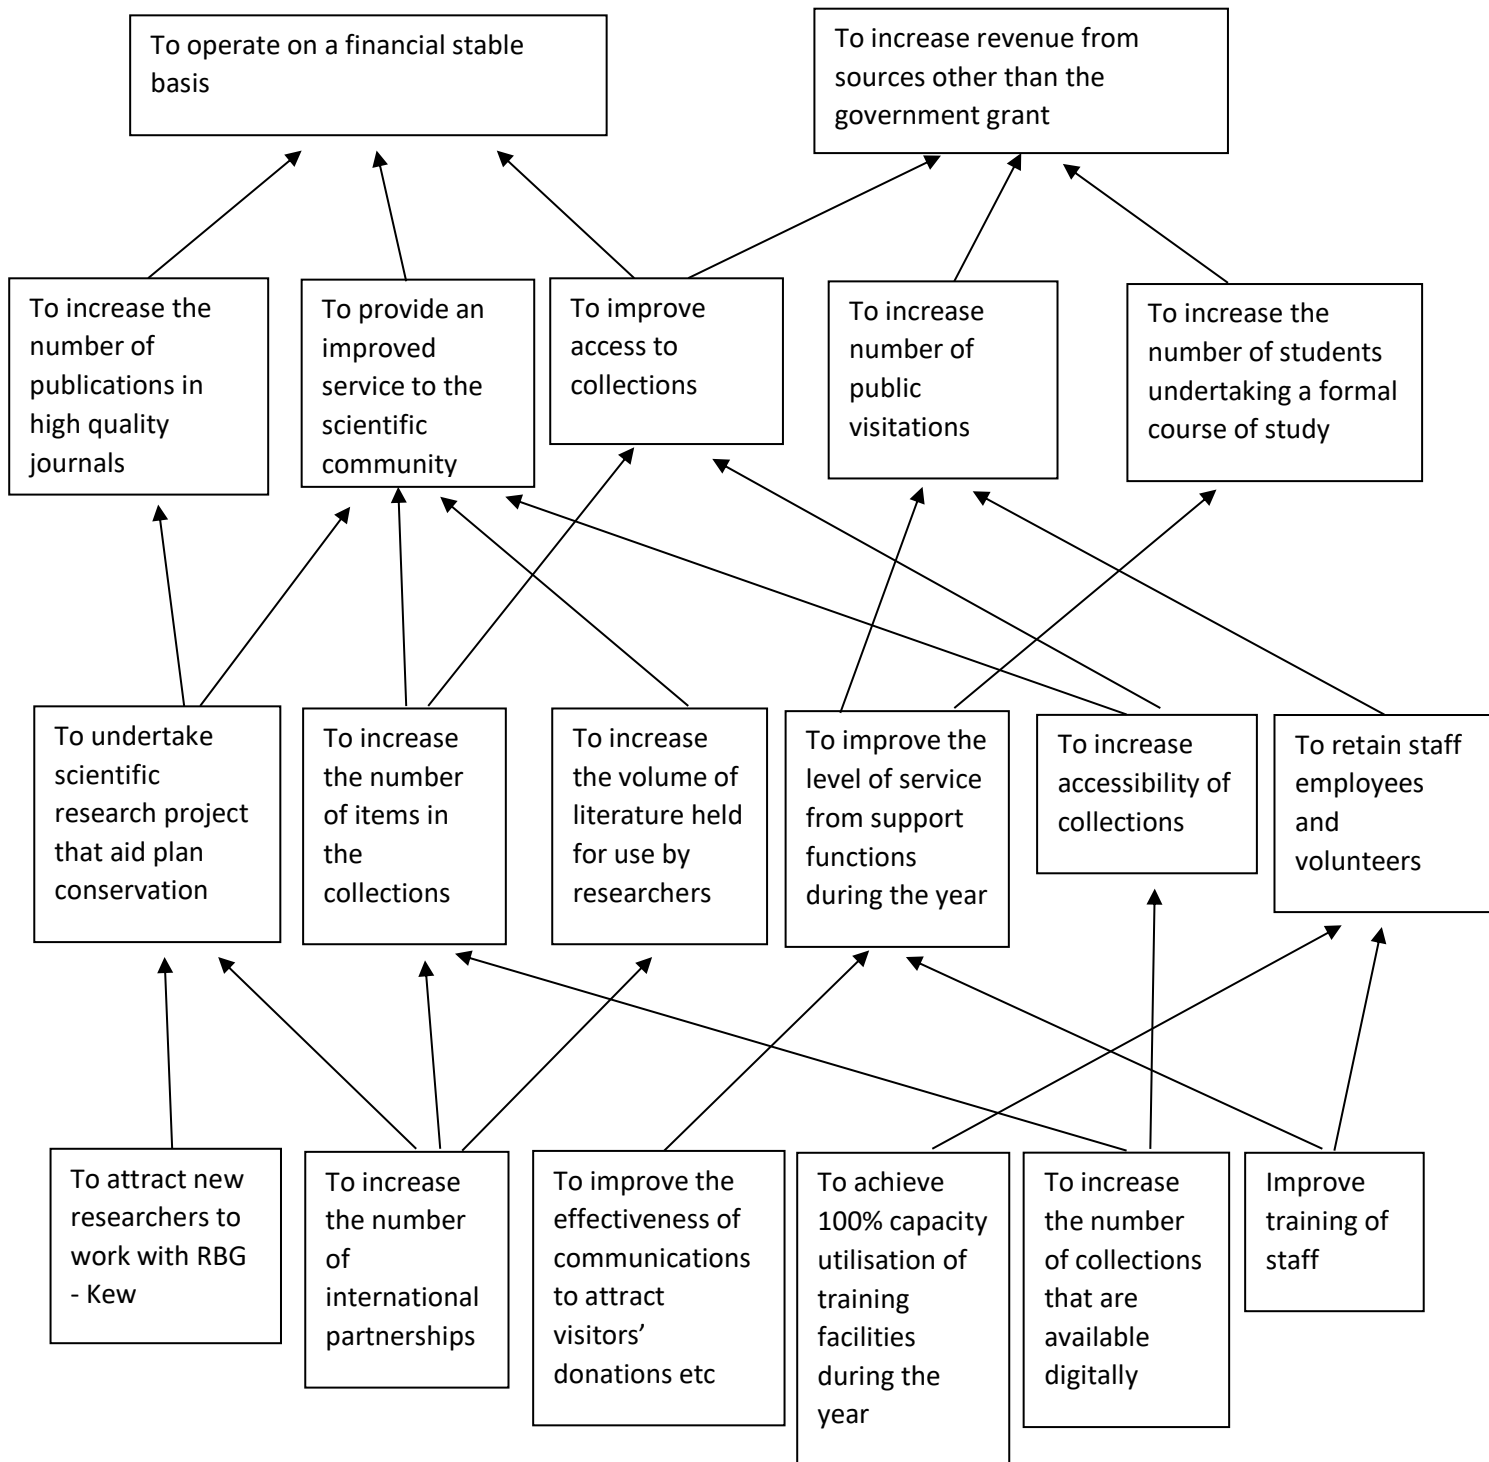 To operate on a financial stable
basis
To increase revenue from
sources other than the
government grant
To increase the
number of
publications in
high quality
journals
To provide an
improved
service to the
scientific
community
To improve
access to
collections
To increase
number of
public
visitations
To increase the
number of students
undertaking a formal
course of study
To undertake
scientific
research project
that aid plan
conservation
To increase
the number
of items in
the
collections
To increase
the volume of
literature held
for use by
researchers
To improve the
level of service
from support
functions
during the year
To increase
accessibility of
collections
To retain staff
employees
and
volunteers
To attract new
researchers to
work with RBG
- Kew
To increase
the number
of
international
partnerships
To improve the
effectiveness of
communications
to attract
visitors’
donations etc
To achieve
100% capacity
utilisation of
training
facilities
during the
year
To increase
the number
of collections
that are
available
digitally
Improve
training of
staff